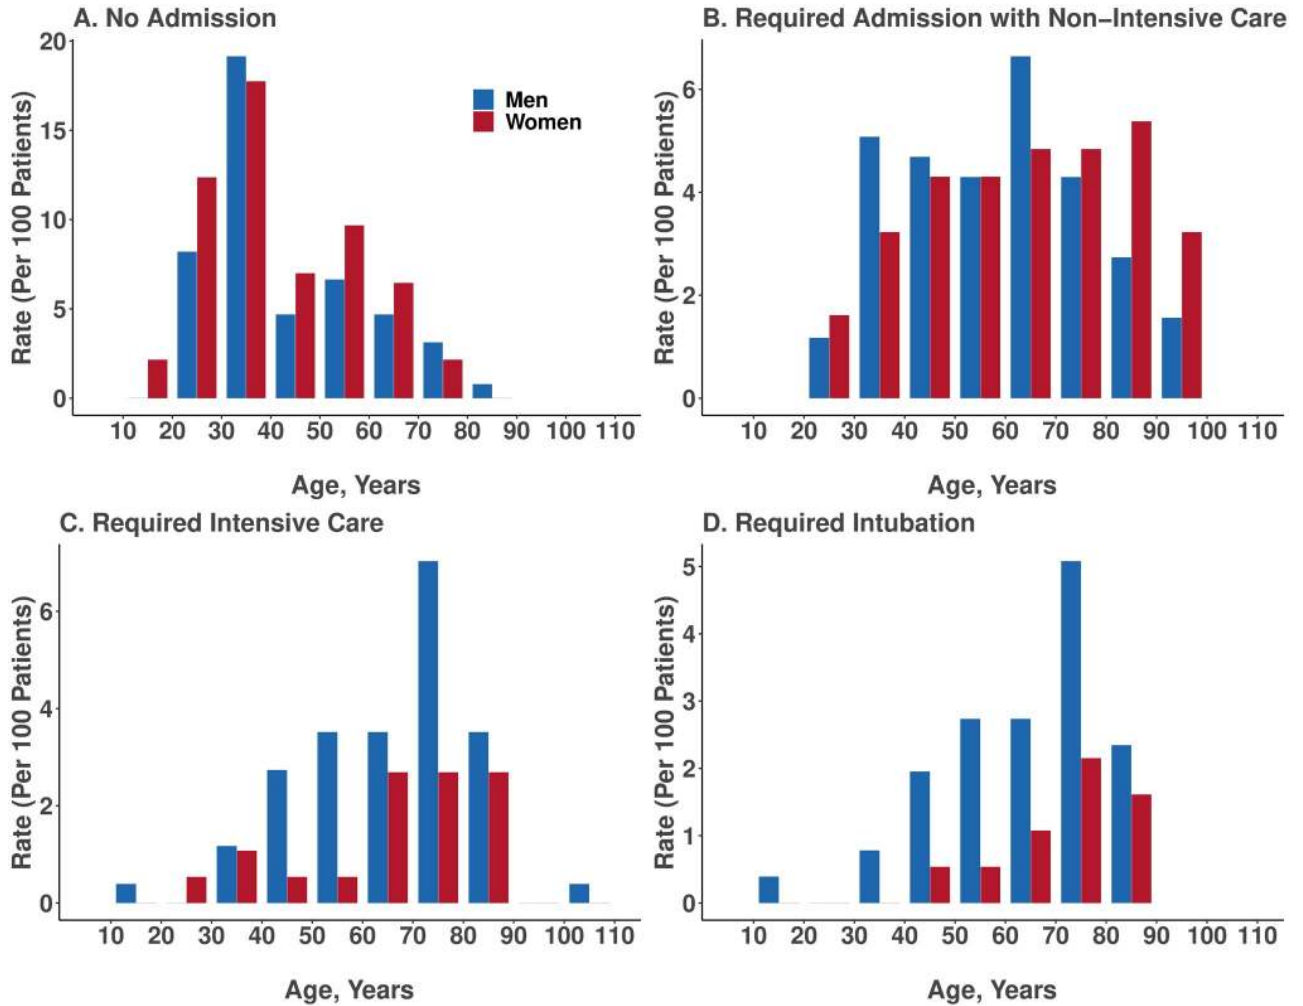 A. No Admission
Rate (Per 100 Patients)
20
15
10
5
0
Men
Women
10 20 30 40 50 60 70 80 90 100 110
Age, Years
B. Required Admission with Non−Intensive Care
Rate (Per 100 Patients)
6
4
2
0
10 20 30 40 50 60 70 80 90 100 110
Age, Years
C. Required Intensive Care
Rate (Per 100 Patients)
6
4
2
0
10 20 30 40 50 60 70 80 90 100 110
Age, Years
D. Required Intubation
Rate (Per 100 Patients)
5
4
3
2
1
0
10 20 30 40 50 60 70 80 90 100 110
Age, Years